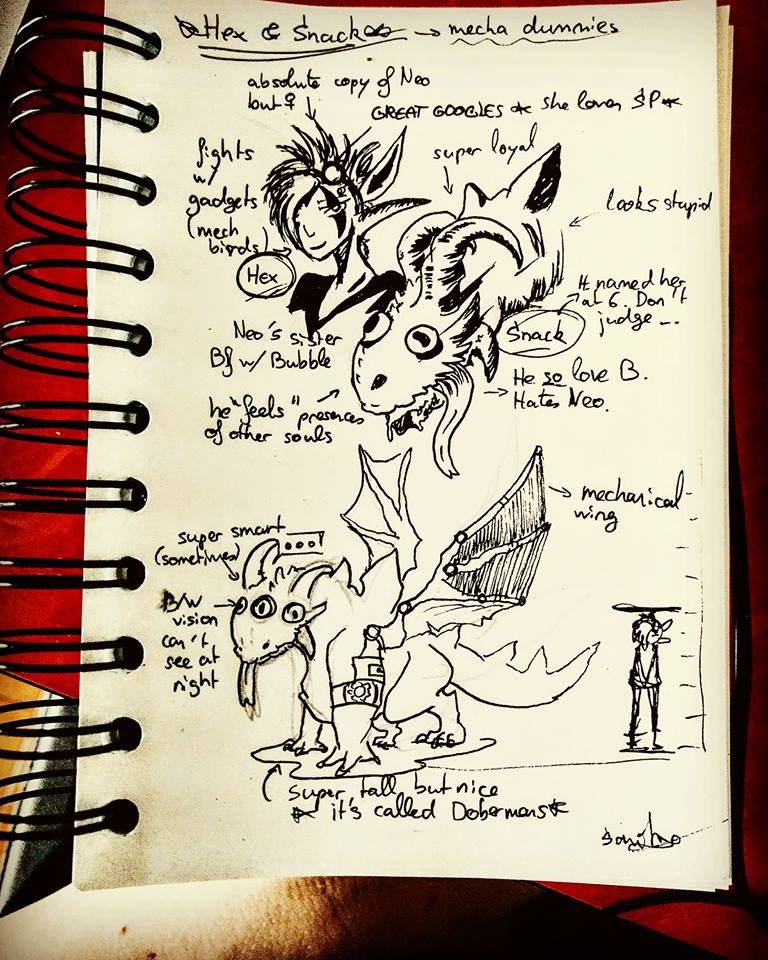 Hex & Snack → mecha dummies
absolute copy of Neo
but ♀
GREAT GOOGLES * she loves SP *
fights
w/
gadgets
(mech
birds)
super loyal
looks stupid
Hex
It named her
at 6. Don't
judge ...
Snack
Neo's sister
Bf w/ Bubble
He so love B.
Hates Neo.
he "feels" presences
of other souls
mechanical
wing
super smart
(sometimes)
B/W
vision
can't
see at
night
super tall but nice
* it's called Dobermans *